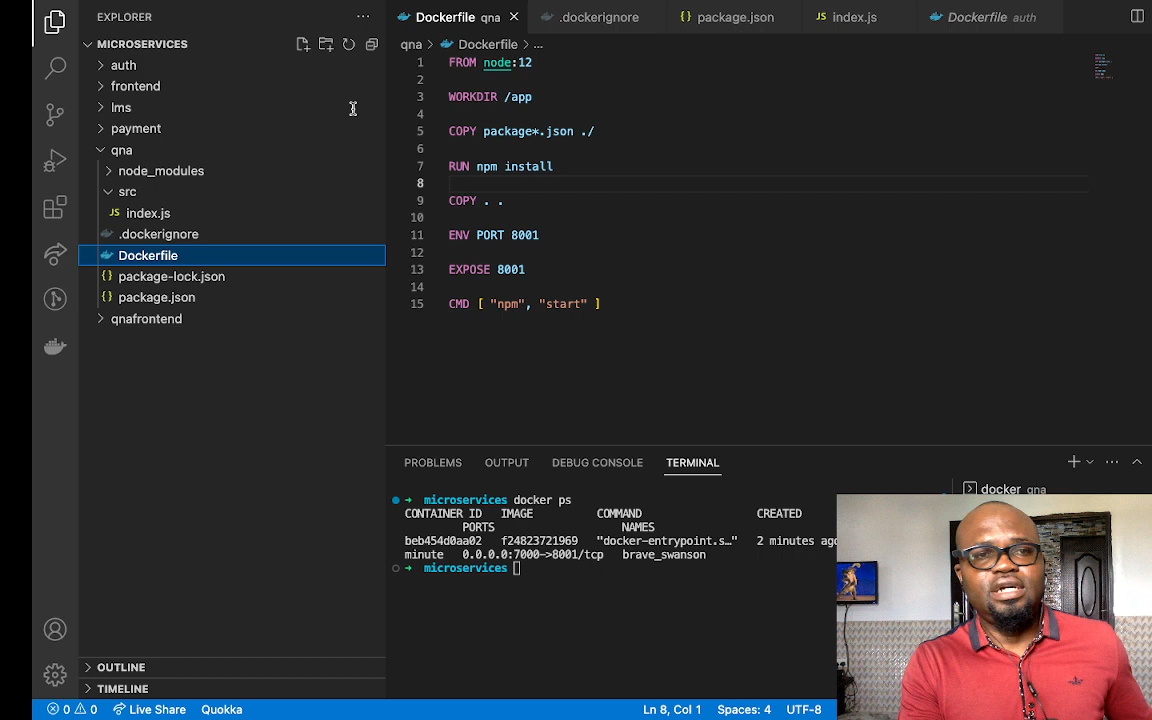 EXPLORER
MICROSERVICES
auth
frontend
lms
payment
qna
node_modules
src
JS index.js
.dockerignore
Dockerfile
{} package-lock.json
{} package.json
qnafrontend
OUTLINE
TIMELINE
Dockerfile qna
.dockerignore
{} package.json
JS index.js
Dockerfile auth
qna > Dockerfile > ...
1 FROM node:12
2
3 WORKDIR /app
4
5 COPY package*.json ./
6
7 RUN npm install
8
9 COPY . .
10
11 ENV PORT 8001
12
13 EXPOSE 8001
14
15 CMD [ "npm", "start" ]
PROBLEMS OUTPUT DEBUG CONSOLE TERMINAL
docker qna
microservices docker ps
CONTAINER ID IMAGE COMMAND CREATED
PORTS NAMES
beb454d0aa02 f24823721969 "docker-entrypoint.s…" 2 minutes ago
minute 0.0.0.0:7000->8001/tcp brave_swanson
microservices
0 0 Live Share Quokka Ln 8, Col 1 Spaces: 4 UTF-8